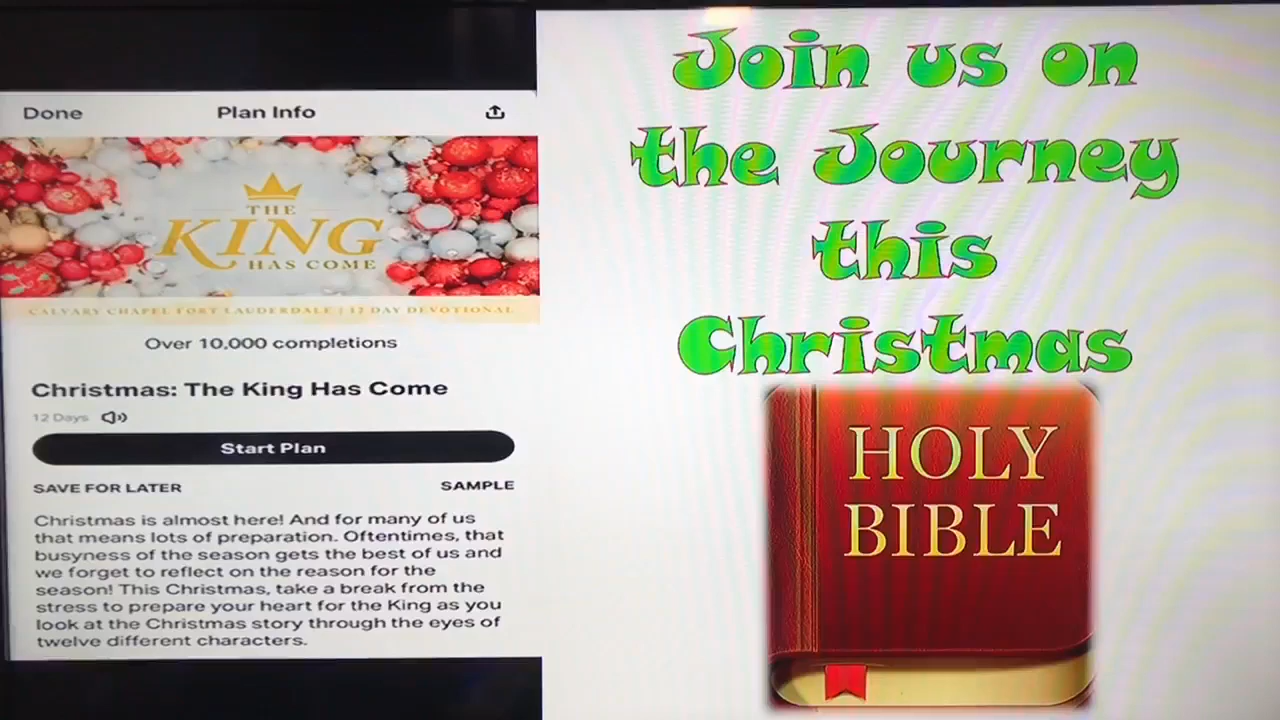 Done
Plan Info
THE
KING
HAS COME
CALVARY CHAPEL FORT LAUDERDALE | 12 DAY DEVOTIONAL
Over 10,000 completions
Christmas: The King Has Come
12 Days
Start Plan
SAVE FOR LATER
SAMPLE
Christmas is almost here! And for many of us
that means lots of preparation. Oftentimes, that
busyness of the season gets the best of us and
we forget to reflect on the reason for the
season! This Christmas, take a break from the
stress to prepare your heart for the King as you
look at the Christmas story through the eyes of
twelve different characters.
Join us on
the Journey
this
Christmas
HOLY
BIBLE